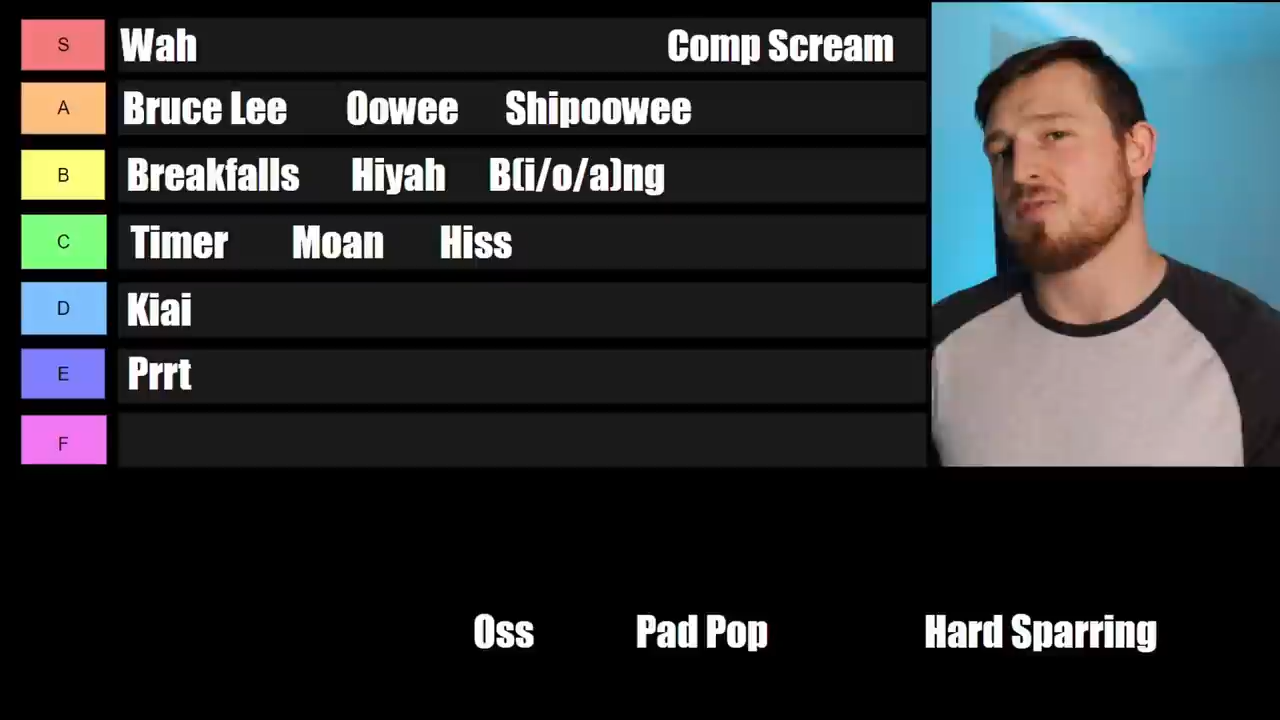 S Wah Comp Scream
A Bruce Lee Oowee Shipoowee
B Breakfalls Hiyah B(i/o/a)ng
C Timer Moan Hiss
D Kiai
E Prrt
F
Oss Pad Pop Hard Sparring